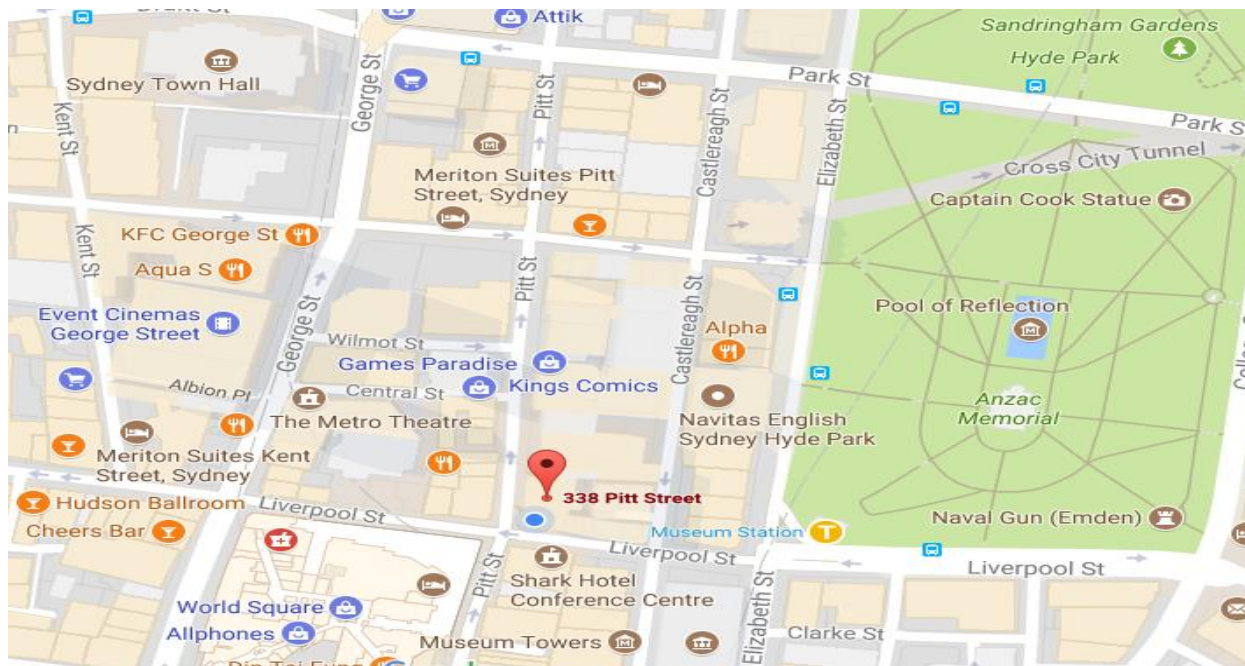 Druitt St
Attik
Sandringham Gardens
Hyde Park
Park St
Sydney Town Hall
George St
Pitt St
Kent St
Castlereagh St
Elizabeth St
Park S
Cross City Tunnel
Meriton Suites Pitt
Street, Sydney
Captain Cook Statue
KFC George St
Aqua S
Kent St
Pitt St
Event Cinemas
George Street
George St
Castlereagh St
Pool of Reflection
Alpha
Wilmot St
Games Paradise
Kings Comics
Albion Pl
Central St
The Metro Theatre
Anzac
Memorial
Navitas English
Sydney Hyde Park
Meriton Suites Kent
Street, Sydney
338 Pitt Street
Hudson Ballroom
Liverpool St
Cheers Bar
Museum Station
T
Naval Gun (Emden)
Liverpool St
Liverpool St
Pitt St
Shark Hotel
Conference Centre
Elizabeth St
World Square
Allphones
Museum Towers
Clarke St
Din Tai Fung